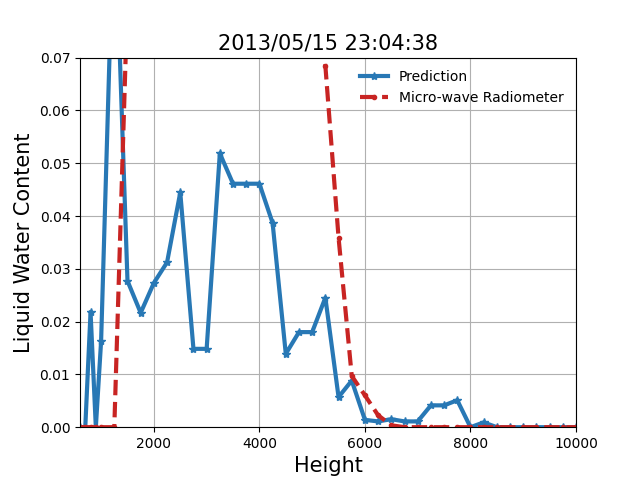 2013/05/15 23:04:38
Prediction
Micro-wave Radiometer
Liquid Water Content
0.07
0.06
0.05
0.04
0.03
0.02
0.01
0.00
2000 4000 6000 8000 10000
Height